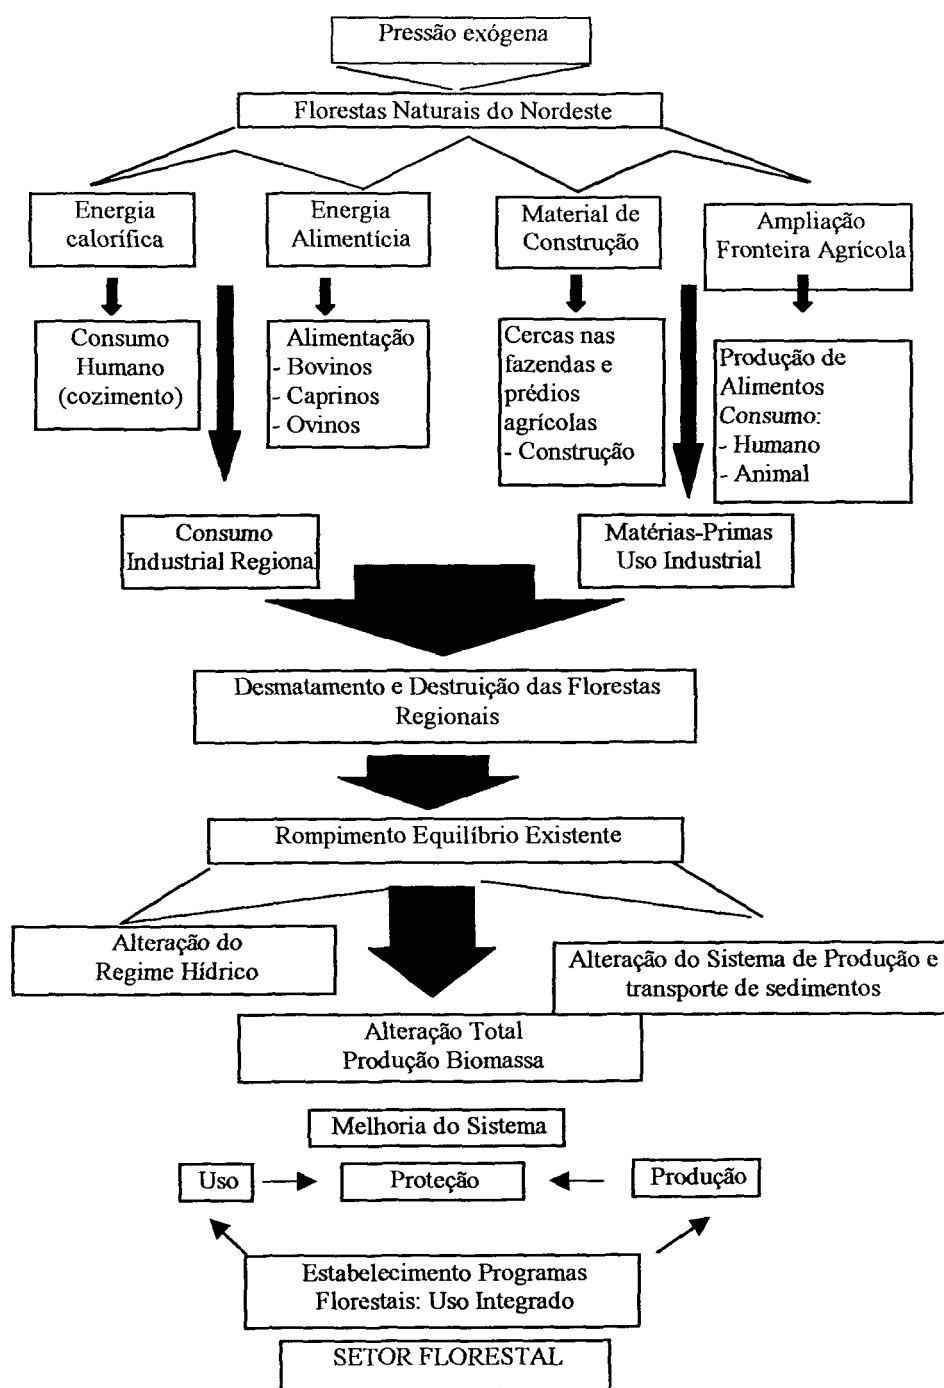 Pressão exógena
Florestas Naturais do Nordeste
Energia
calorífica
Energia
Alimentícia
Material de
Construção
Ampliação
Fronteira Agrícola
Consumo
Humano
(cozimento)
Alimentação
- Bovinos
- Caprinos
- Ovinos
Cercas nas
fazendas e
prédios
agrícolas
- Construção
Produção de
Alimentos
Consumo:
- Humano
- Animal
Consumo
Industrial Regional
Matérias-Primas
Uso Industrial
Desmatamento e Destruição das Florestas
Regionais
Rompimento Equilíbrio Existente
Alteração do
Regime Hídrico
Alteração do Sistema de Produção e
transporte de sedimentos
Alteração Total
Produção Biomassa
Melhoria do Sistema
Uso
Proteção
Produção
Estabelecimento Programas
Florestais: Uso Integrado
SETOR FLORESTAL